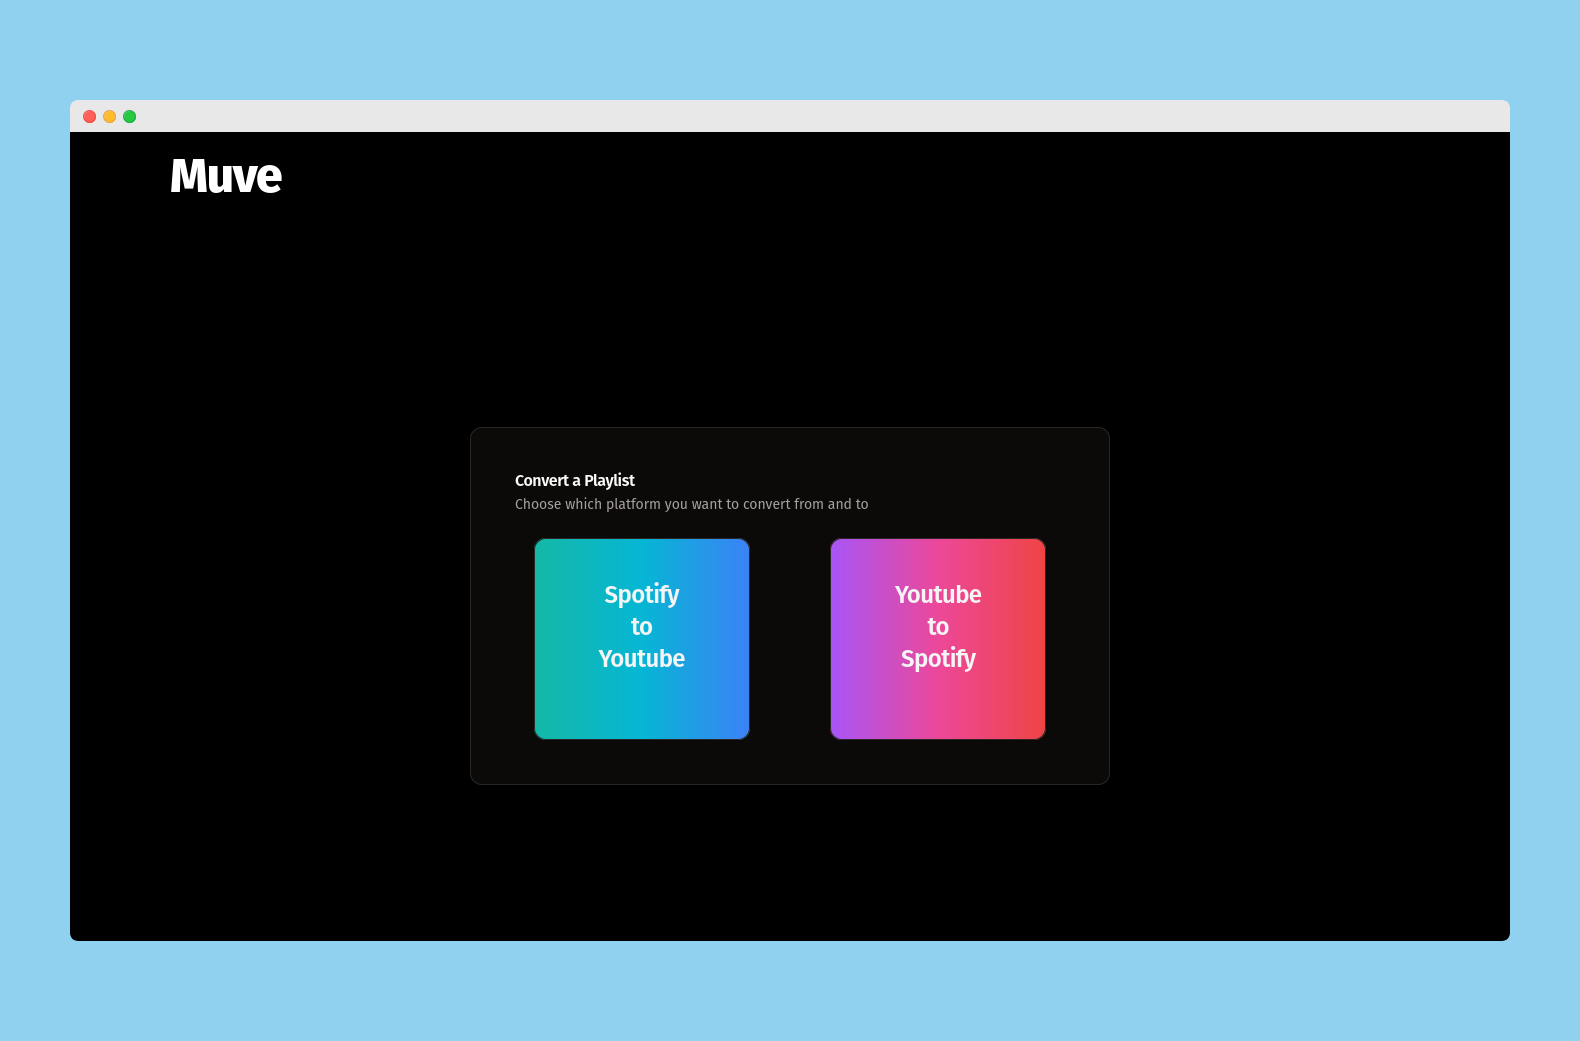 Muve
Convert a Playlist
Choose which platform you want to convert from and to
Spotify
to
Youtube
Youtube
to
Spotify